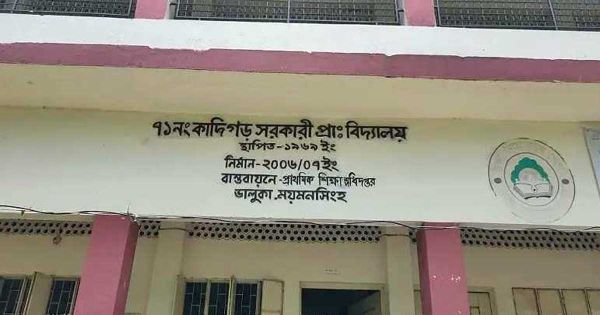 ৭১নং কাদিগড় সরকারী প্রাঃ বিদ্যালয়
স্থাপিত-১৯৬৯ ইং
নির্মান-২০০৬/০৭ইং
বাস্তবায়নে-প্রাথমিক শিক্ষা অধিদপ্তর
ভালুকা, ময়মনসিংহ